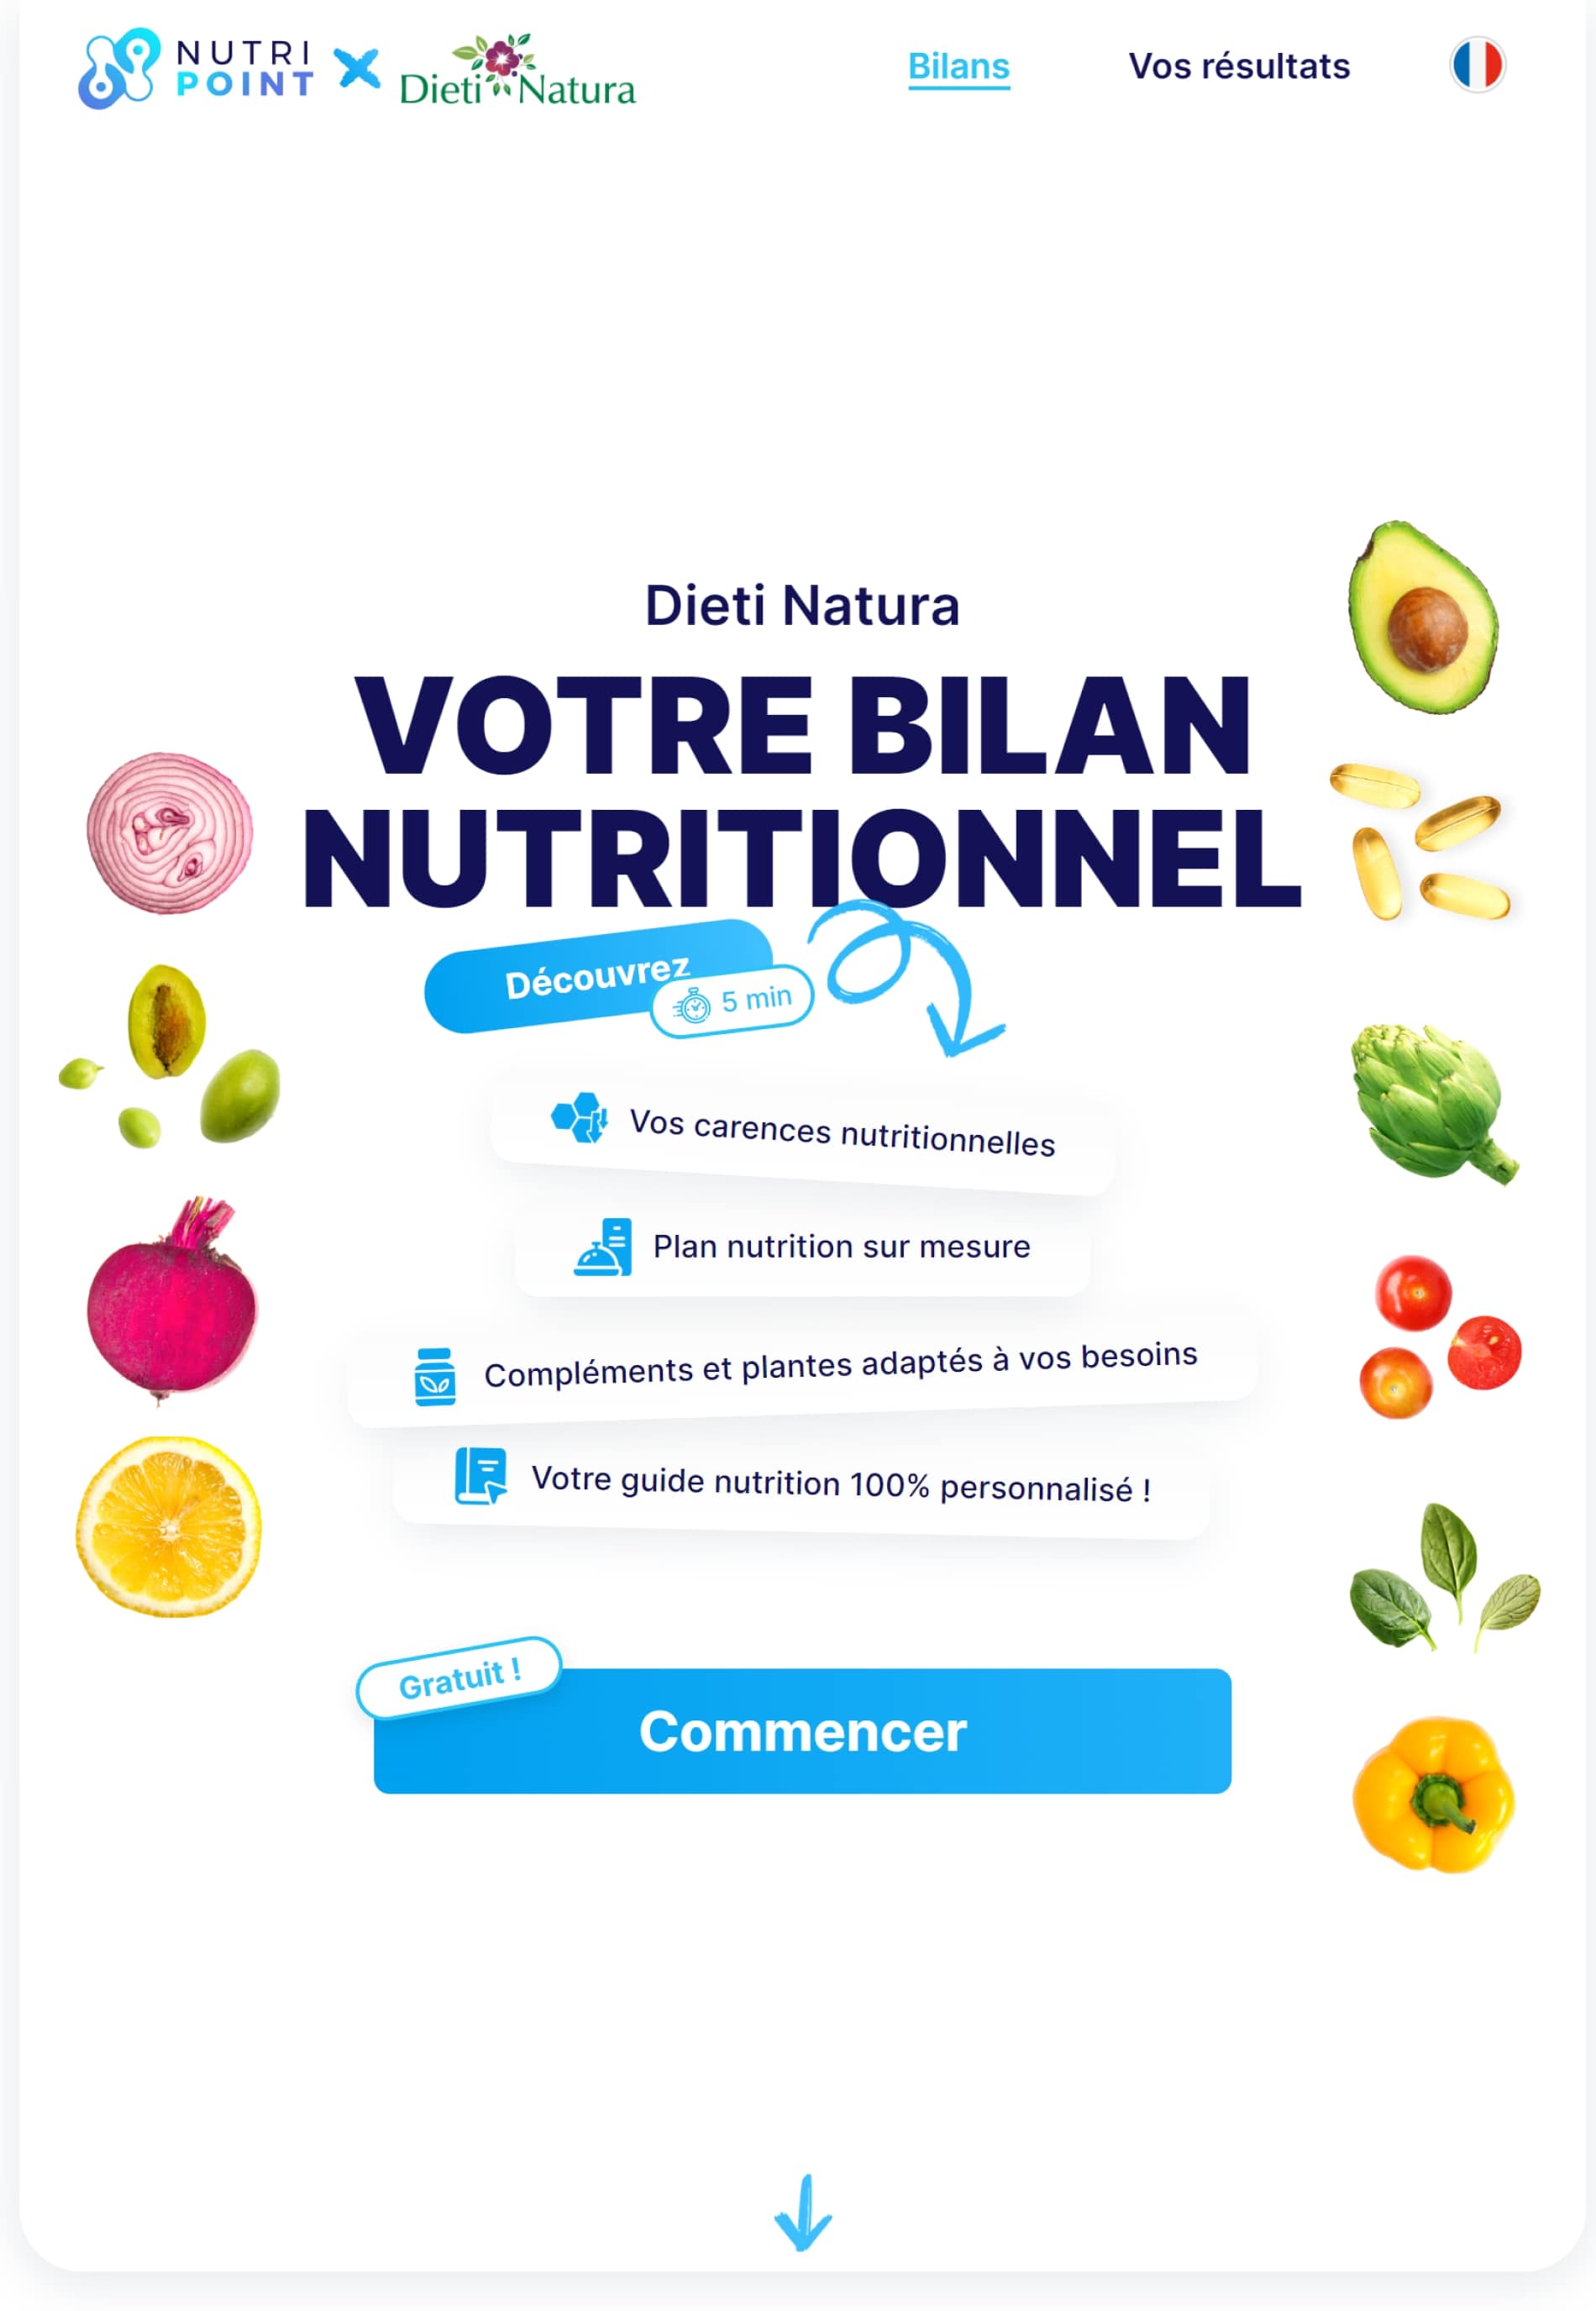 NUTRI
POINT
Dieti Natura
Bilans
Vos résultats
Dieti Natura
VOTRE BILAN
NUTRITIONNEL
Découvrez
5 min
Vos carences nutritionnelles
Plan nutrition sur mesure
Compléments et plantes adaptés à vos besoins
Votre guide nutrition 100% personnalisé !
Gratuit !
Commencer